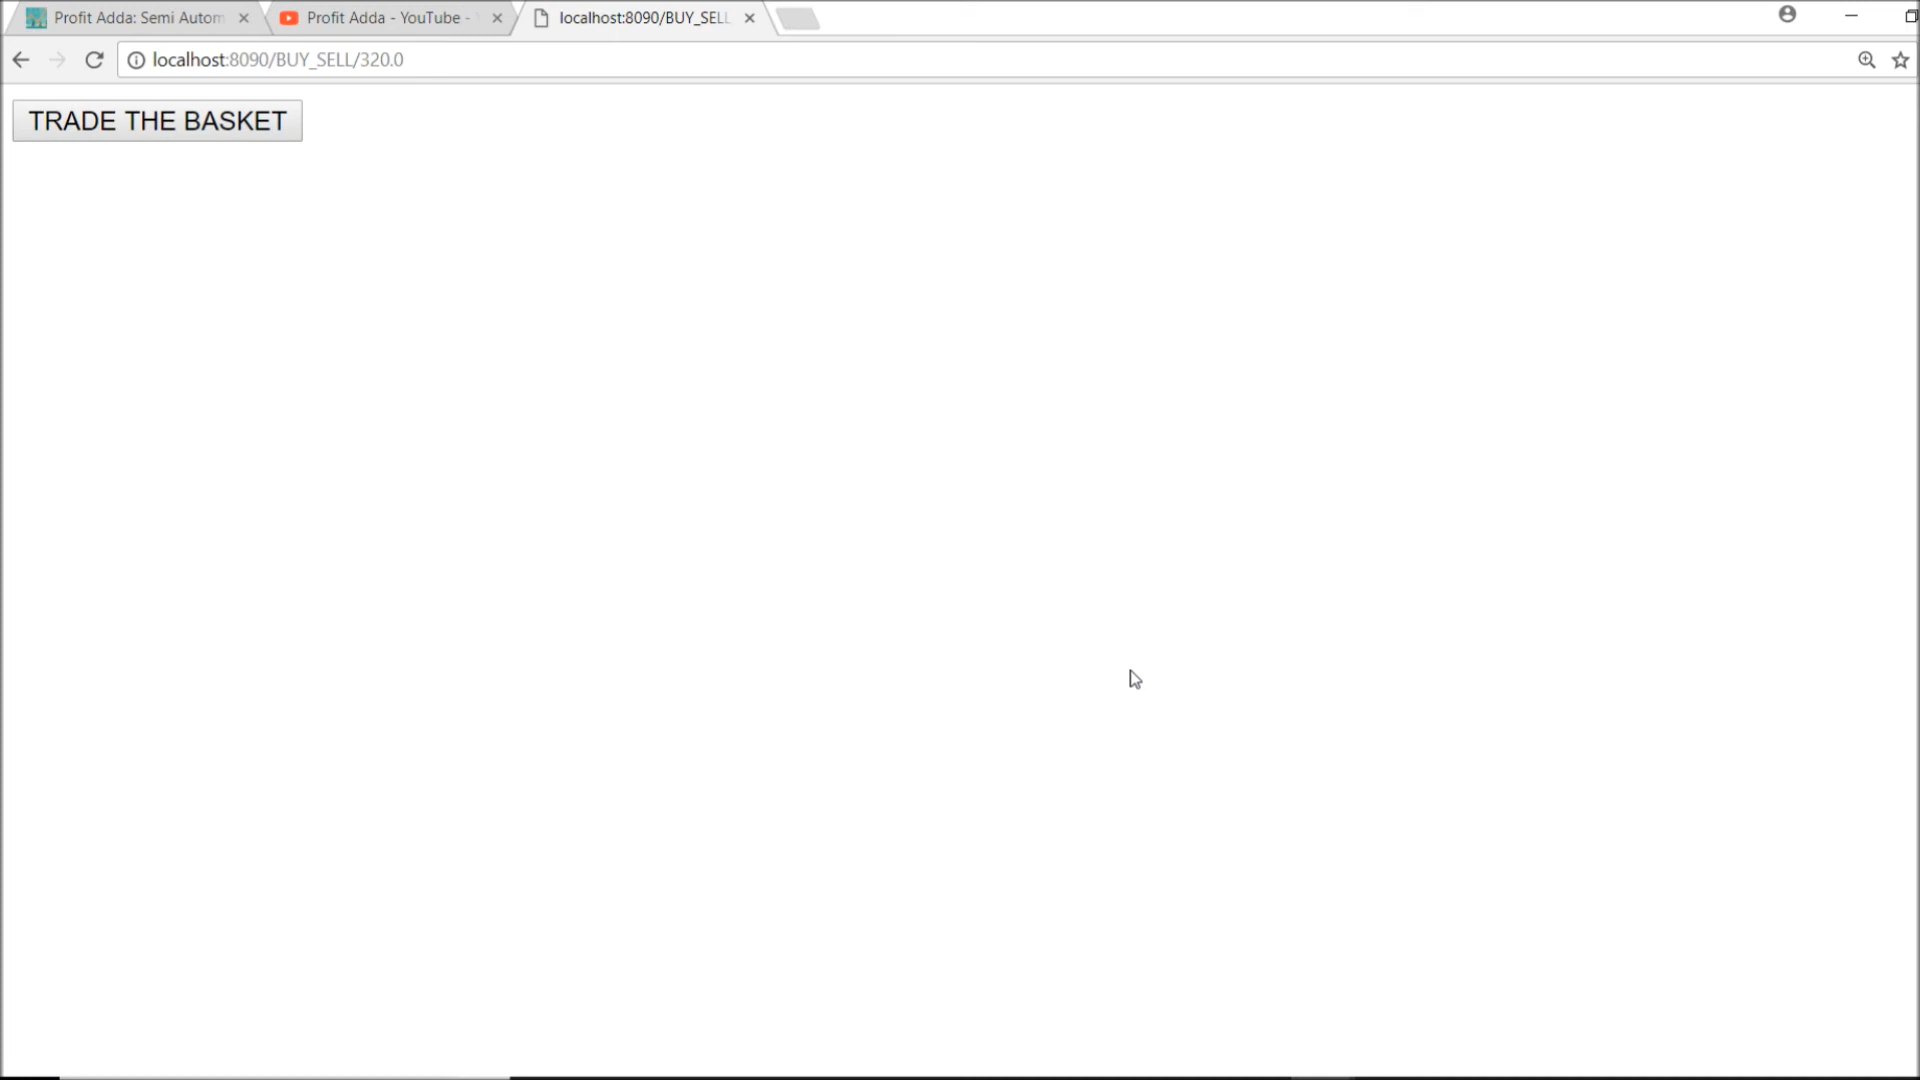 Profit Adda: Semi Autom
Profit Adda - YouTube -
localhost:8090/BUY_SELL
localhost:8090/BUY_SELL/320.0
TRADE THE BASKET